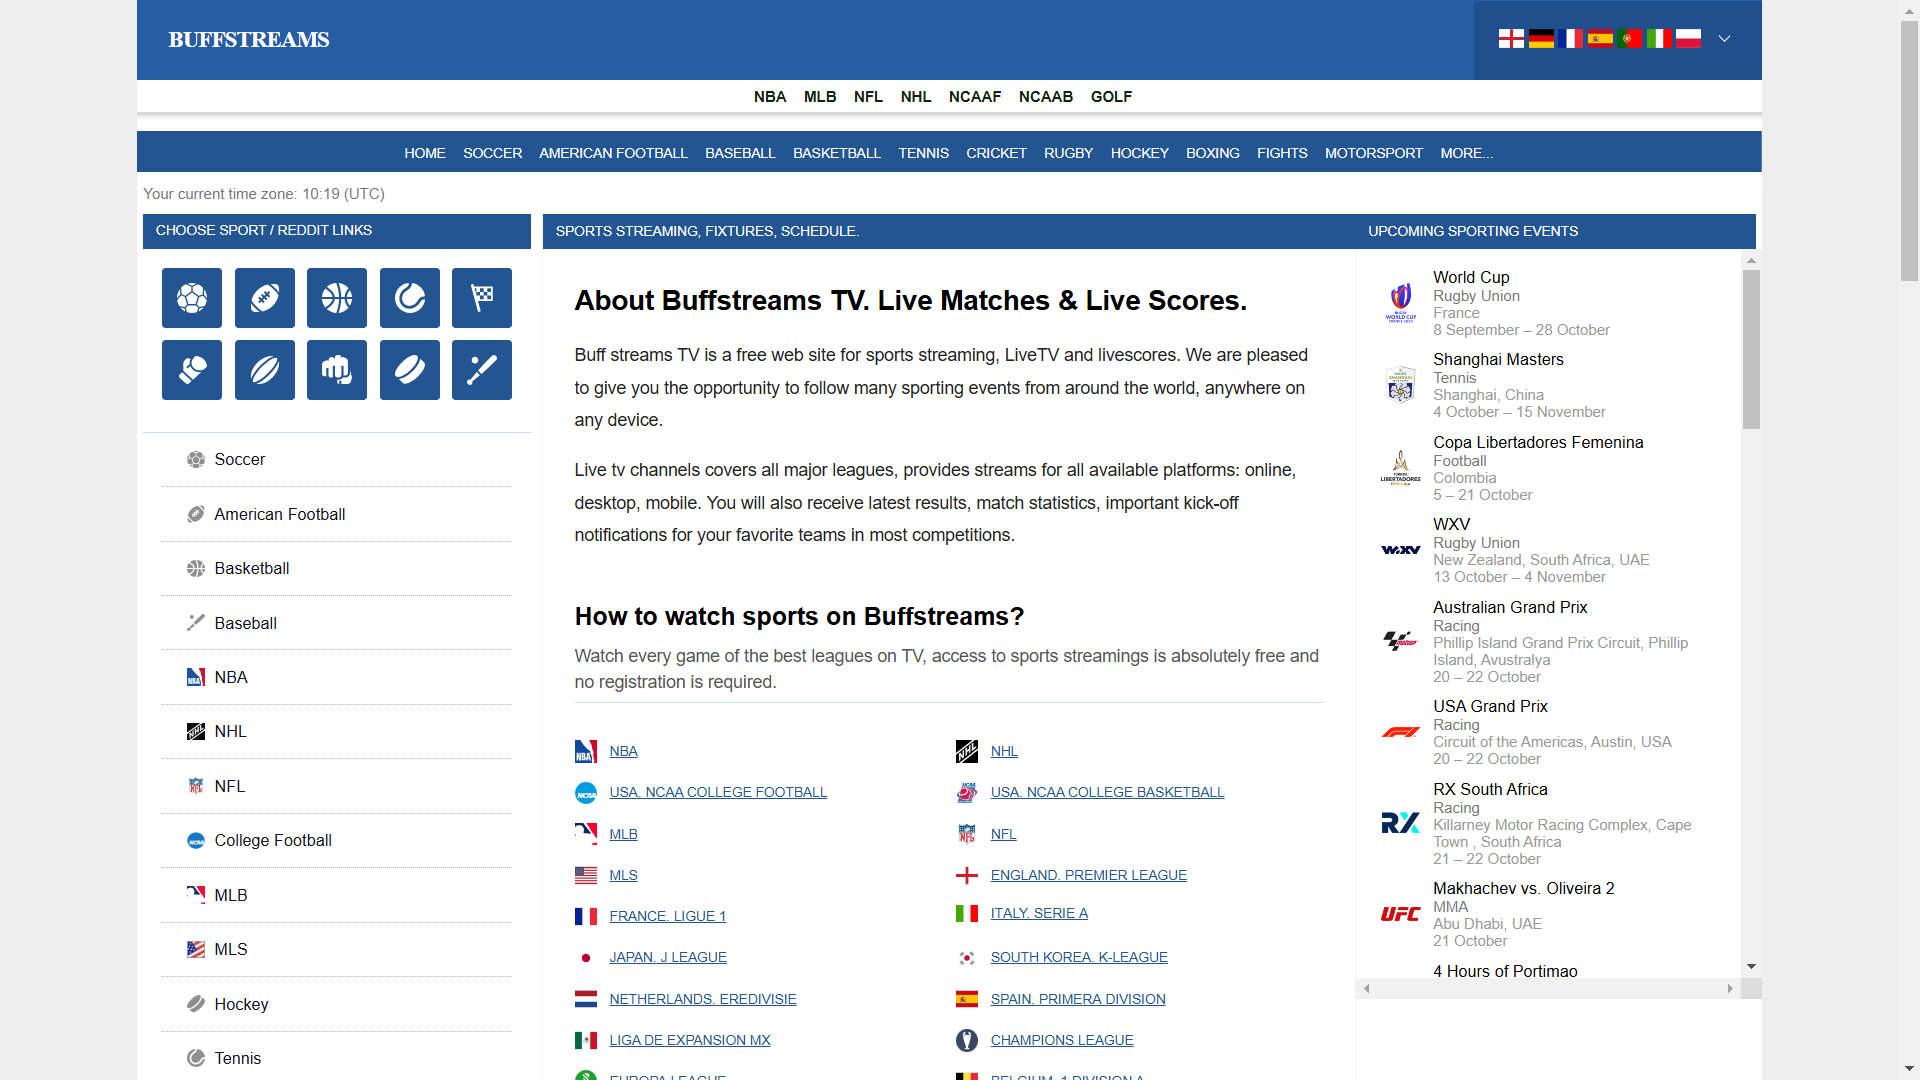 BUFFSTREAMS
NBA MLB NFL NHL NCAAF NCAAB GOLF
HOME SOCCER AMERICAN FOOTBALL BASEBALL BASKETBALL TENNIS CRICKET RUGBY HOCKEY BOXING FIGHTS MOTORSPORT MORE...
Your current time zone: 10:19 (UTC)
CHOOSE SPORT / REDDIT LINKS
Soccer
American Football
Basketball
Baseball
NBA
NHL
NFL
College Football
MLB
MLS
Hockey
Tennis
SPORTS STREAMING, FIXTURES, SCHEDULE.
About Buffstreams TV. Live Matches & Live Scores.
Buff streams TV is a free web site for sports streaming, LiveTV and livescores. We are pleased
to give you the opportunity to follow many sporting events from around the world, anywhere on
any device.
Live tv channels covers all major leagues, provides streams for all available platforms: online,
desktop, mobile. You will also receive latest results, match statistics, important kick-off
notifications for your favorite teams in most competitions.
How to watch sports on Buffstreams?
Watch every game of the best leagues on TV, access to sports streamings is absolutely free and
no registration is required.
NBA
NHL
USA. NCAA COLLEGE FOOTBALL
USA. NCAA COLLEGE BASKETBALL
MLB
NFL
MLS
ENGLAND. PREMIER LEAGUE
FRANCE. LIGUE 1
ITALY. SERIE A
JAPAN. J LEAGUE
SOUTH KOREA. K-LEAGUE
NETHERLANDS. EREDIVISIE
SPAIN. PRIMERA DIVISION
LIGA DE EXPANSION MX
CHAMPIONS LEAGUE
EUROPA LEAGUE
BELGIUM. 1 DIVISION A
UPCOMING SPORTING EVENTS
World Cup
Rugby Union
France
8 September – 28 October
Shanghai Masters
Tennis
Shanghai, China
4 October – 15 November
Copa Libertadores Femenina
Football
Colombia
5 – 21 October
WXV
Rugby Union
New Zealand, South Africa, UAE
13 October – 4 November
Australian Grand Prix
Racing
Phillip Island Grand Prix Circuit, Phillip
Island, Avustralya
20 – 22 October
USA Grand Prix
Racing
Circuit of the Americas, Austin, USA
20 – 22 October
RX South Africa
Racing
Killarney Motor Racing Complex, Cape
Town , South Africa
21 – 22 October
UFC
Makhachev vs. Oliveira 2
MMA
Abu Dhabi, UAE
21 October
4 Hours of Portimao